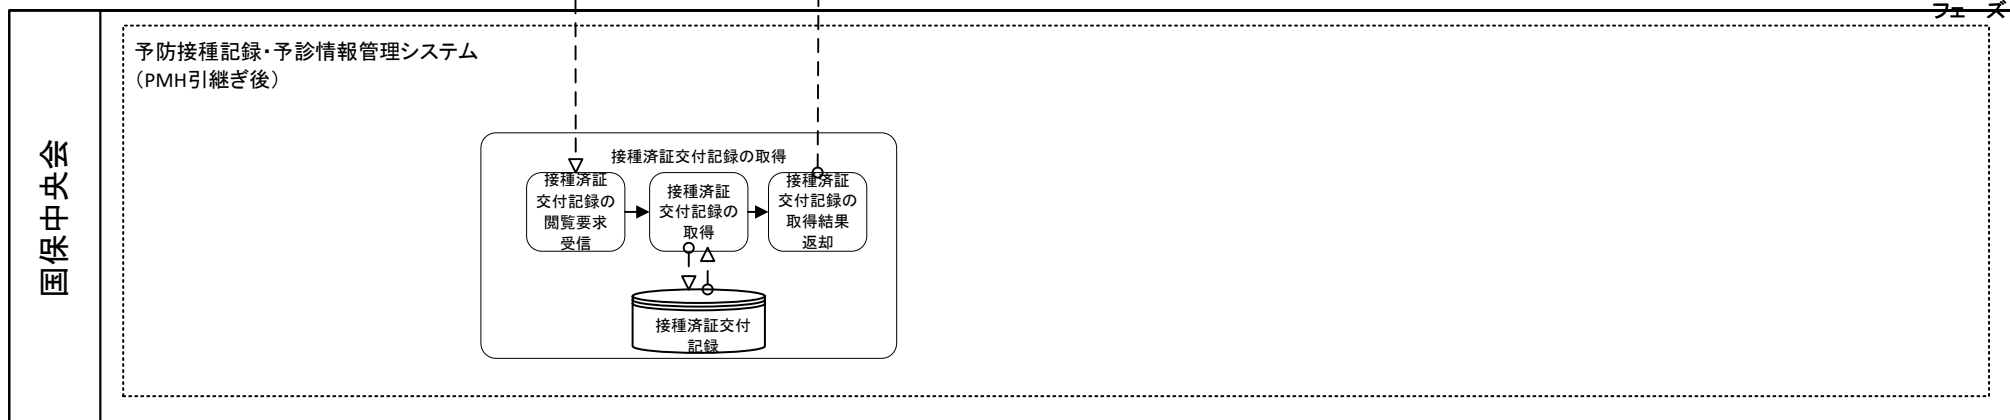 フェーズ
予防接種記録・予診情報管理システム
（PMH引継ぎ後）
国保中央会
接種済証交付記録の取得
接種済証
交付記録の
閲覧要求
受信
接種済証
交付記録の
取得
接種済証
交付記録の
取得結果
返却
接種済証交付
記録